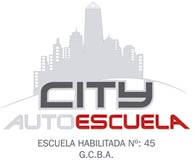 CITY
AUTOESCUELA
ESCUELA HABILITADA Nº: 45
G.C.B.A.